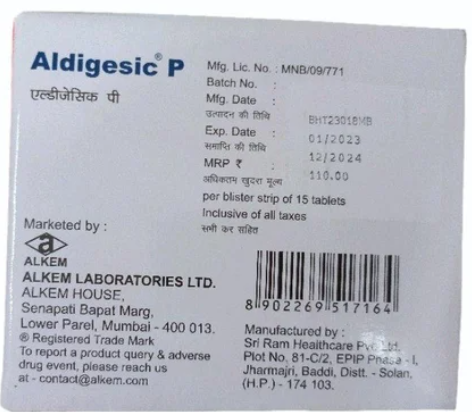 Aldigesic® P
एल्डीजेसिक पी
Mfg. Lic. No. : MNB/09/771
Batch No. :
Mfg. Date :
उत्पादन की तिथि
BHT23018MB
Exp. Date :
01/2023
समाप्ति की तिथि
12/2024
MRP ₹ :
110.00
अधिकतम खुदरा मूल्य
per blister strip of 15 tablets
Inclusive of all taxes
सभी कर सहित
Marketed by :
a
ALKEM
ALKEM LABORATORIES LTD.
ALKEM HOUSE,
Senapati Bapat Marg,
Lower Parel, Mumbai - 400 013.
® Registered Trade Mark
To report a product query & adverse
drug event, please reach us
at - contact@alkem.com
8 902269 517164
Manufactured by :
Sri Ram Healthcare Pvt. Ltd.
Plot No. 81-C/2, EPIP Phase - I,
Jharmajri, Baddi, Distt. - Solan,
(H.P.) - 174 103.